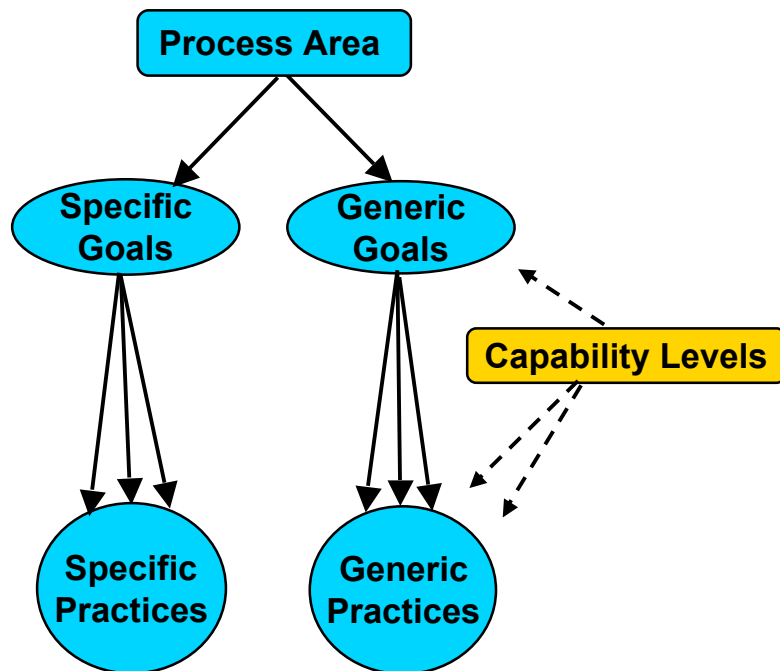 Process Area
Specific
Goals
Generic
Goals
Capability Levels
Specific
Practices
Generic
Practices